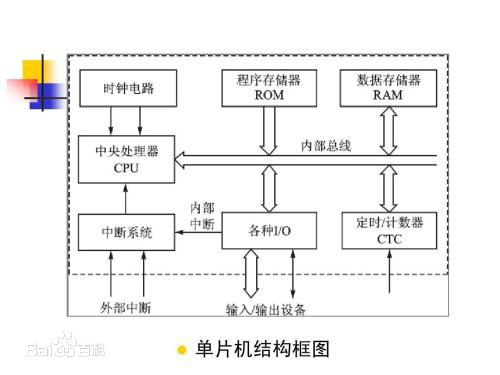 时钟电路
程序存储器
ROM
数据存储器
RAM
中央处理器
CPU
内部总线
中断系统
内部
中断
各种I/O
定时/计数器
CTC
外部中断
输入/输出设备
Baidu百科
单片机结构框图